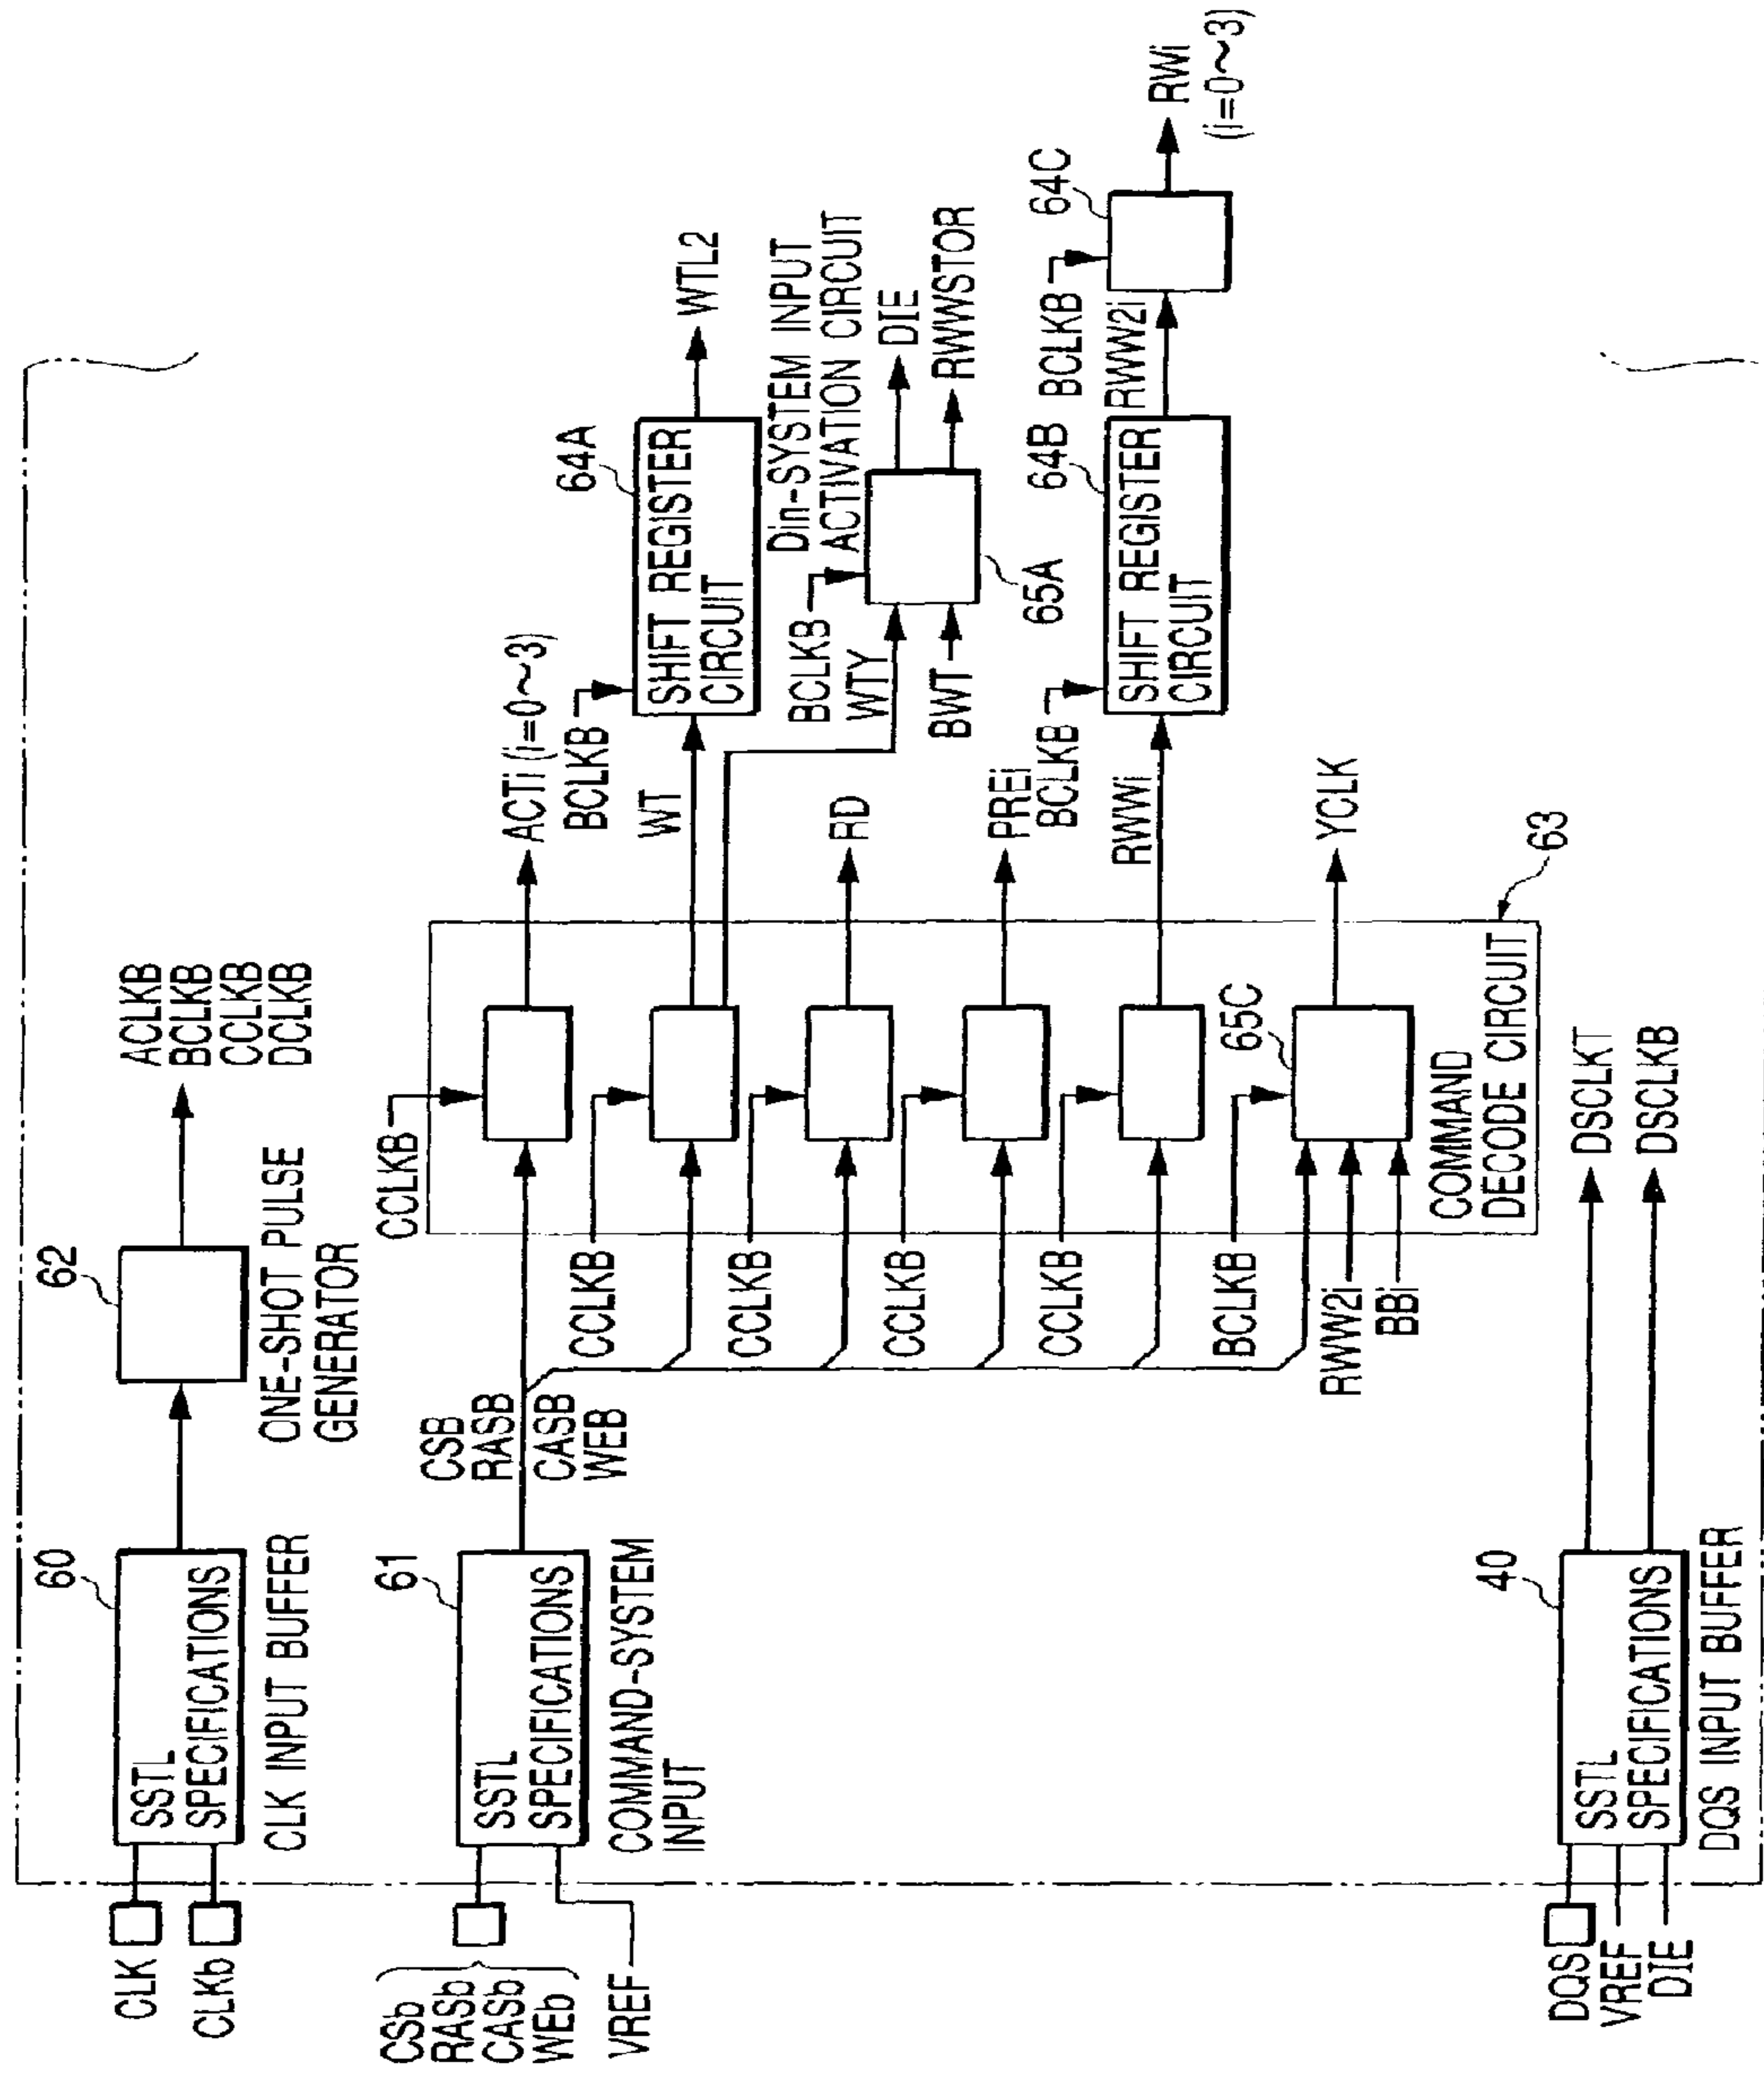 CLK
CLKb
60
SSTL
SPECIFICATIONS
CLK INPUT BUFFER
62
ONE-SHOT PULSE
GENERATOR
ACLKB
BCLKB
CCLKB
DCLKB
CSb
RASb
CASb
WEb
VREF
61
SSTL
SPECIFICATIONS
COMMAND-SYSTEM
INPUT
CSB
RASB
CASB
WEB
CCLKB
ACTi (i=0~3)
CCLKB
WT
BCLKB
64A
SHIFT REGISTER
CIRCUIT
WTL2
Din-SYSTEM INPUT
ACTIVATION CIRCUIT
BCLKB
WTY
BWT
65A
DIE
RWWSTOR
CCLKB
RD
CCLKB
PREi
CCLKB
RWWi
BCLKB
64B
SHIFT REGISTER
CIRCUIT
RWW2i
BCLKB
64C
RWi
(i=0~3)
BCLKB
RWW2i
BBi
65C
YCLK
COMMAND
DECODE CIRCUIT
63
DQS
VREF
DIE
40
SSTL
SPECIFICATIONS
DQS INPUT BUFFER
DSCLKT
DSCLKB